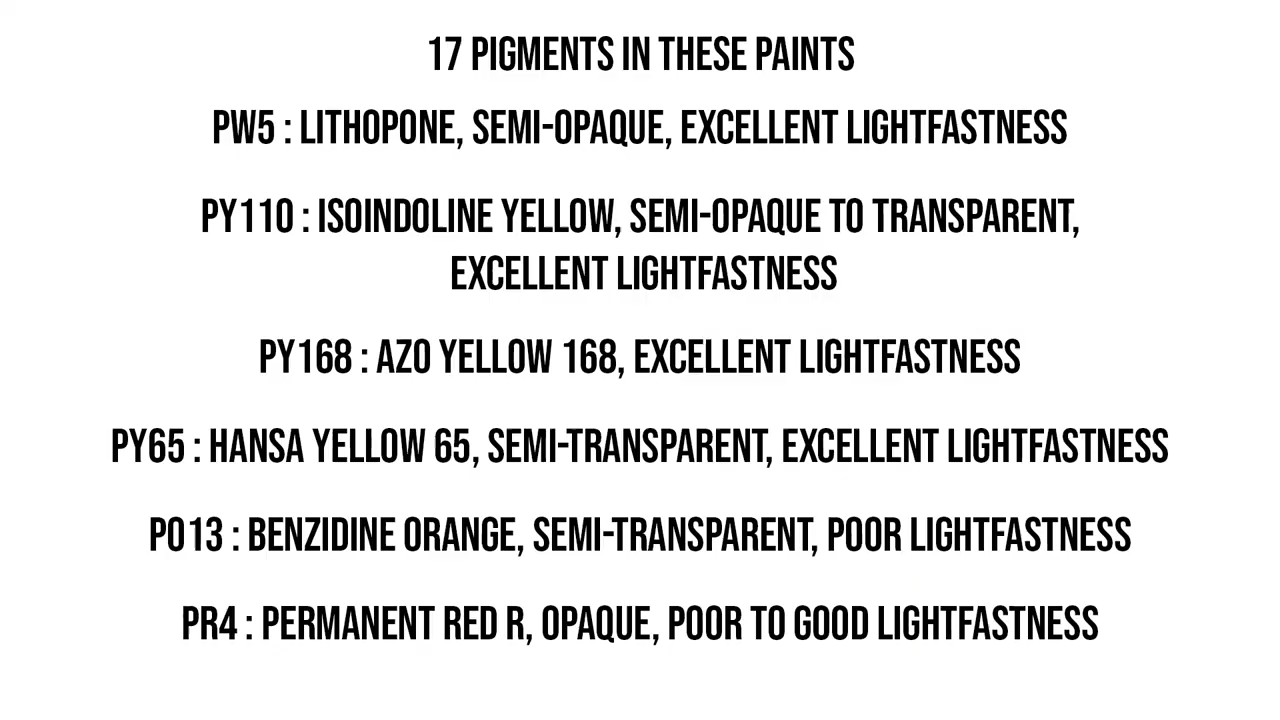 17 PIGMENTS IN THESE PAINTS
PW5 : LITHOPONE, SEMI-OPAQUE, EXCELLENT LIGHTFASTNESS
PY110 : ISOINDOLINE YELLOW, SEMI-OPAQUE TO TRANSPARENT,
EXCELLENT LIGHTFASTNESS
PY168 : AZO YELLOW 168, EXCELLENT LIGHTFASTNESS
PY65 : HANSA YELLOW 65, SEMI-TRANSPARENT, EXCELLENT LIGHTFASTNESS
PO13 : BENZIDINE ORANGE, SEMI-TRANSPARENT, POOR LIGHTFASTNESS
PR4 : PERMANENT RED R, OPAQUE, POOR TO GOOD LIGHTFASTNESS